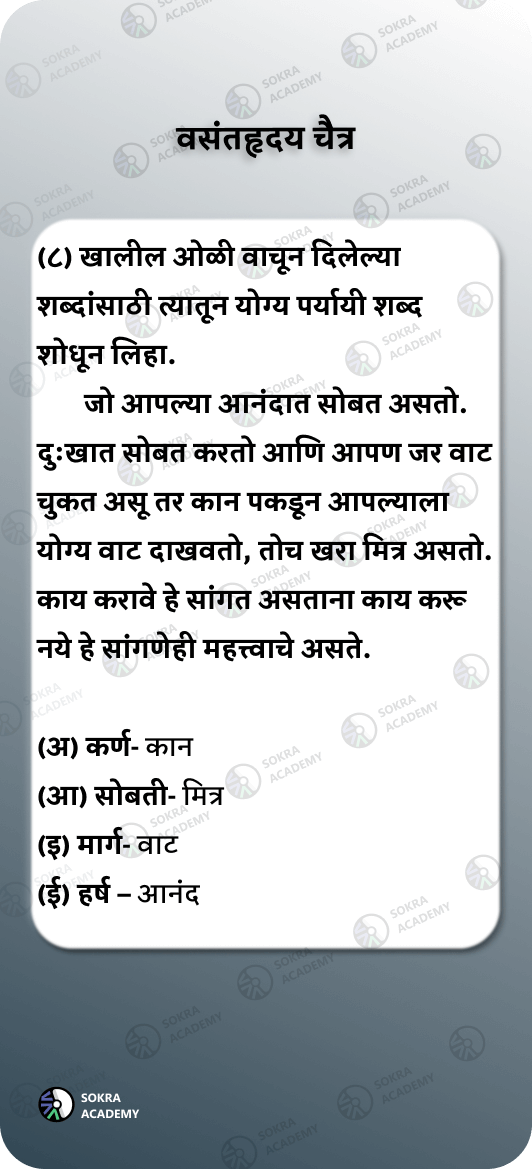 वसंतहृदय चैत्र
(८) खालील ओळी वाचून दिलेल्या
शब्दांसाठी त्यातून योग्य पर्यायी शब्द
शोधून लिहा.
जो आपल्या आनंदात सोबत असतो.
दुःखात सोबत करतो आणि आपण जर वाट
चुकत असू तर कान पकडून आपल्याला
योग्य वाट दाखवतो, तोच खरा मित्र असतो.
काय करावे हे सांगत असताना काय करू
नये हे सांगणेही महत्त्वाचे असते.
(अ) कर्ण- कान
(आ) सोबती- मित्र
(इ) मार्ग- वाट
(ई) हर्ष – आनंद
SOKRA
ACADEMY